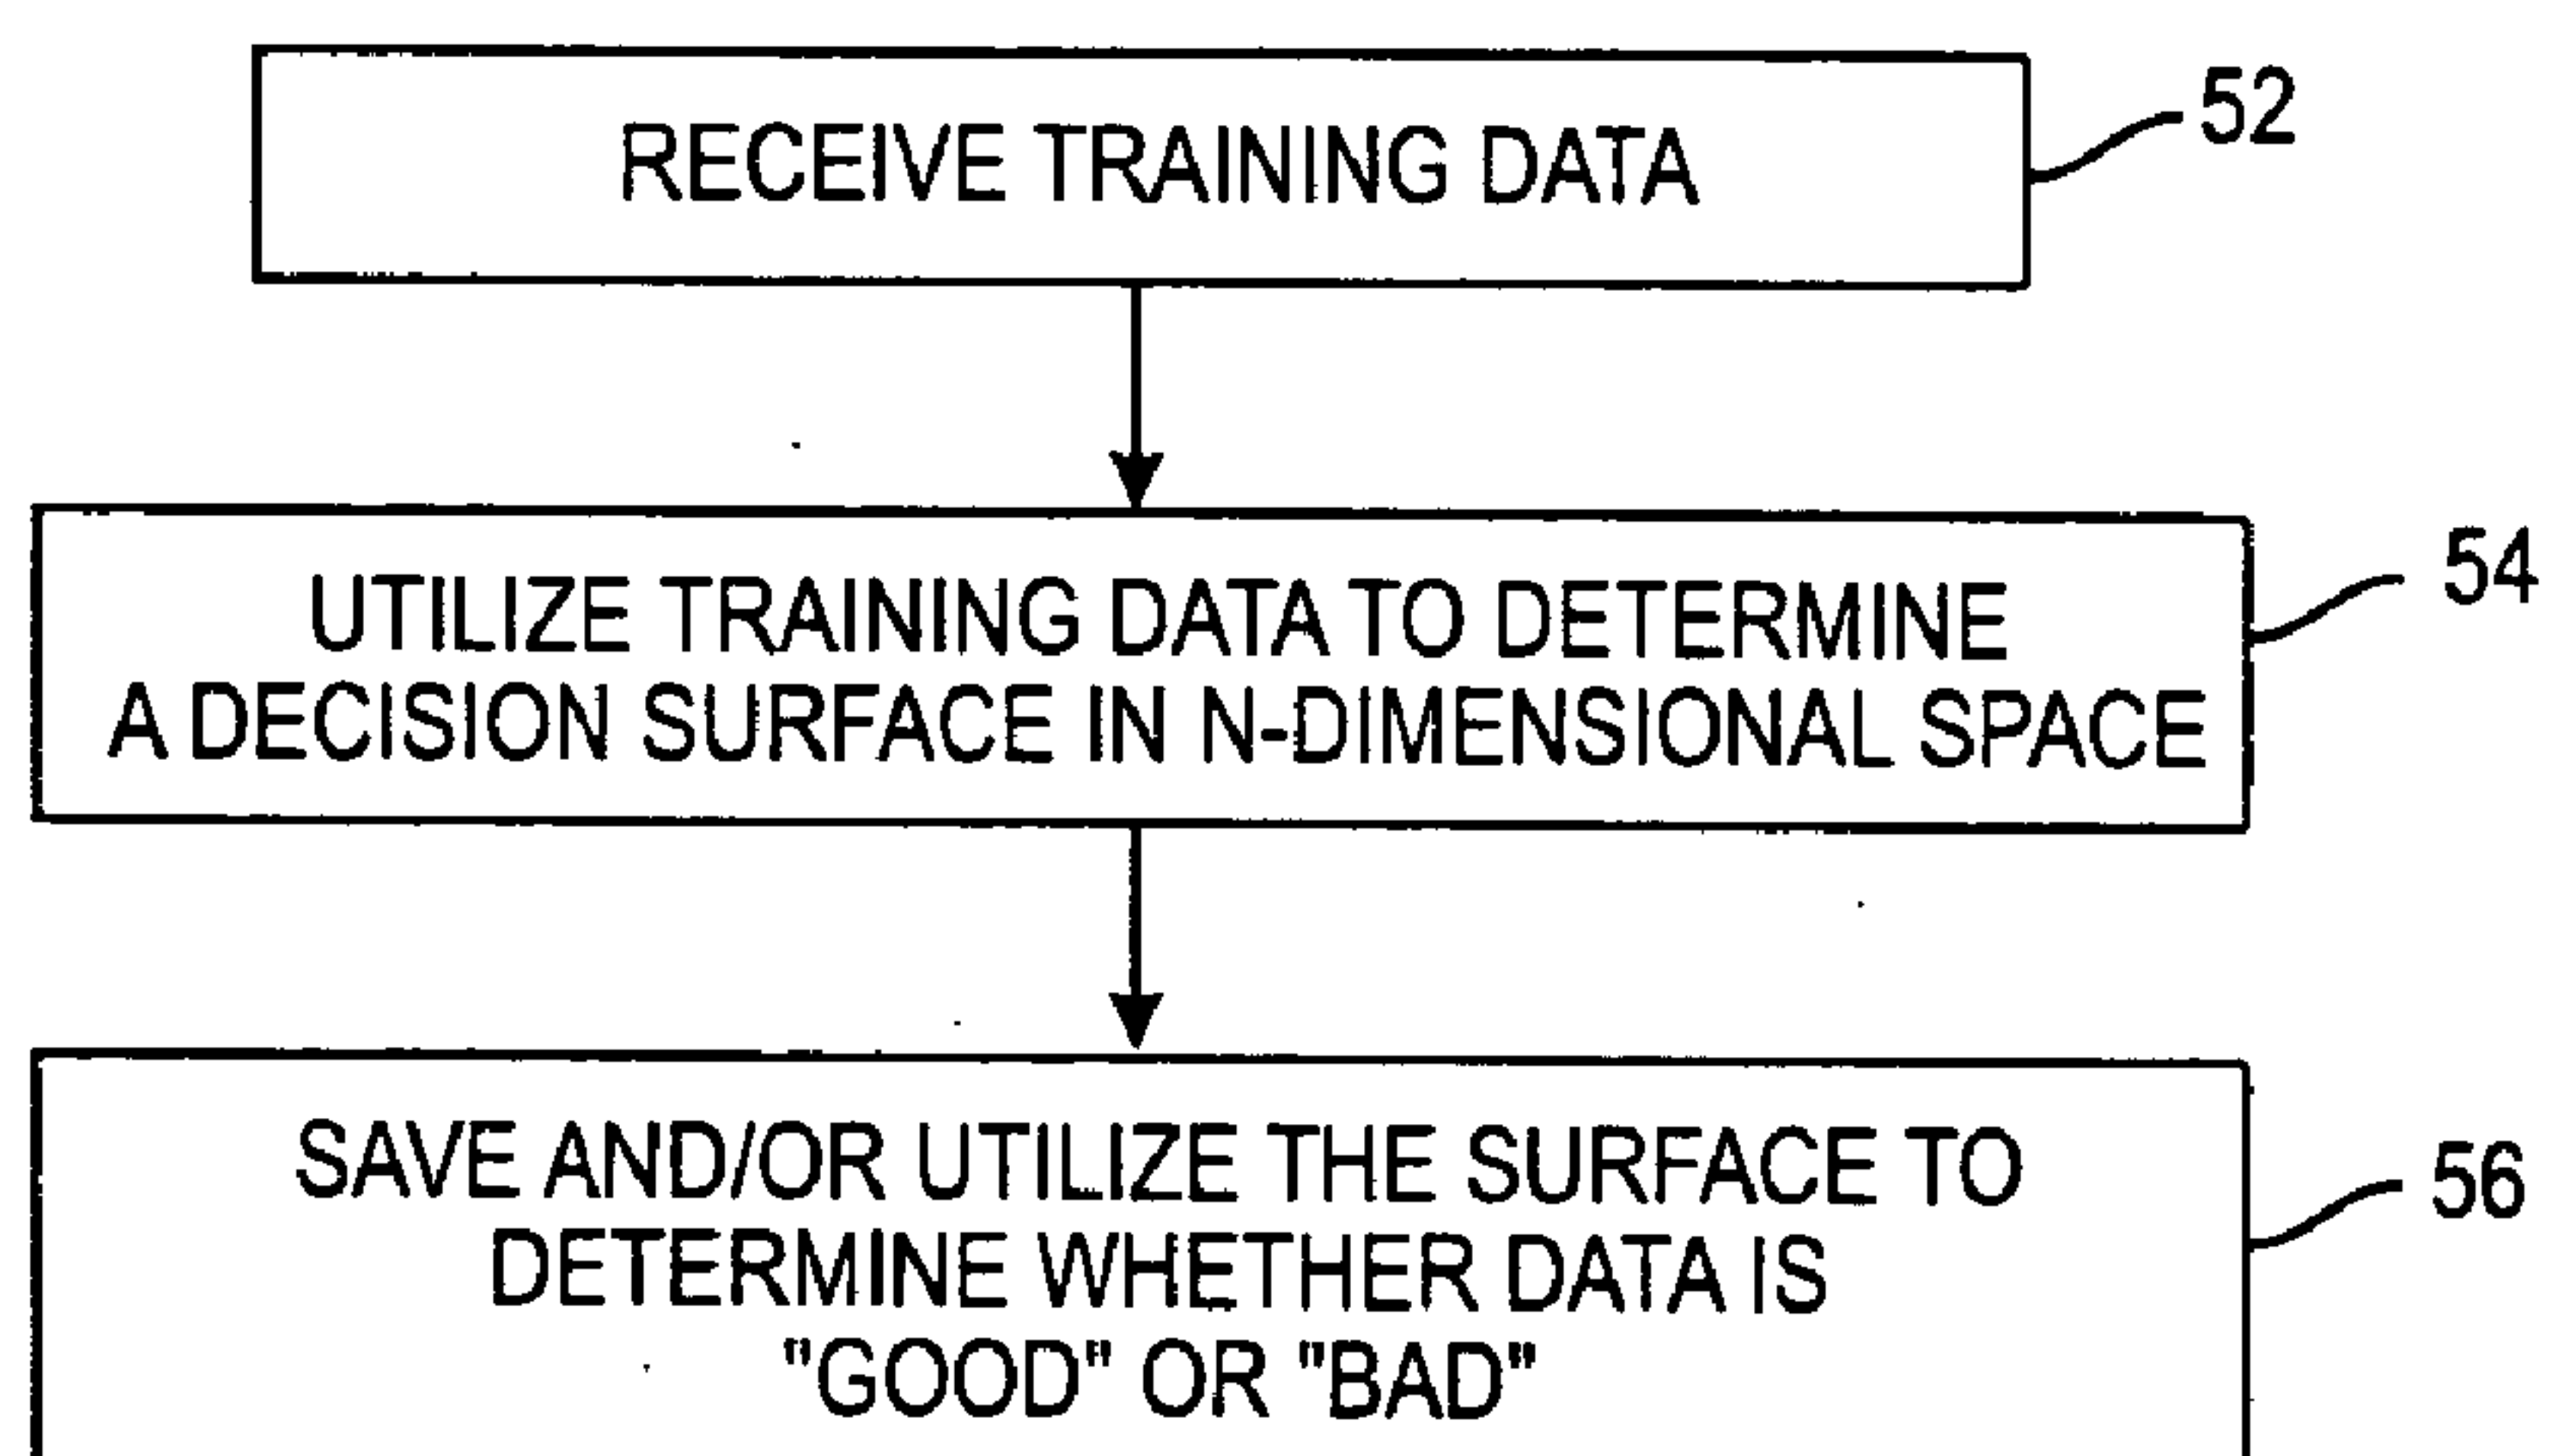 RECEIVE TRAINING DATA
52
UTILIZE TRAINING DATA TO DETERMINE
A DECISION SURFACE IN N-DIMENSIONAL SPACE
54
SAVE AND/OR UTILIZE THE SURFACE TO
DETERMINE WHETHER DATA IS
"GOOD" OR "BAD"
56